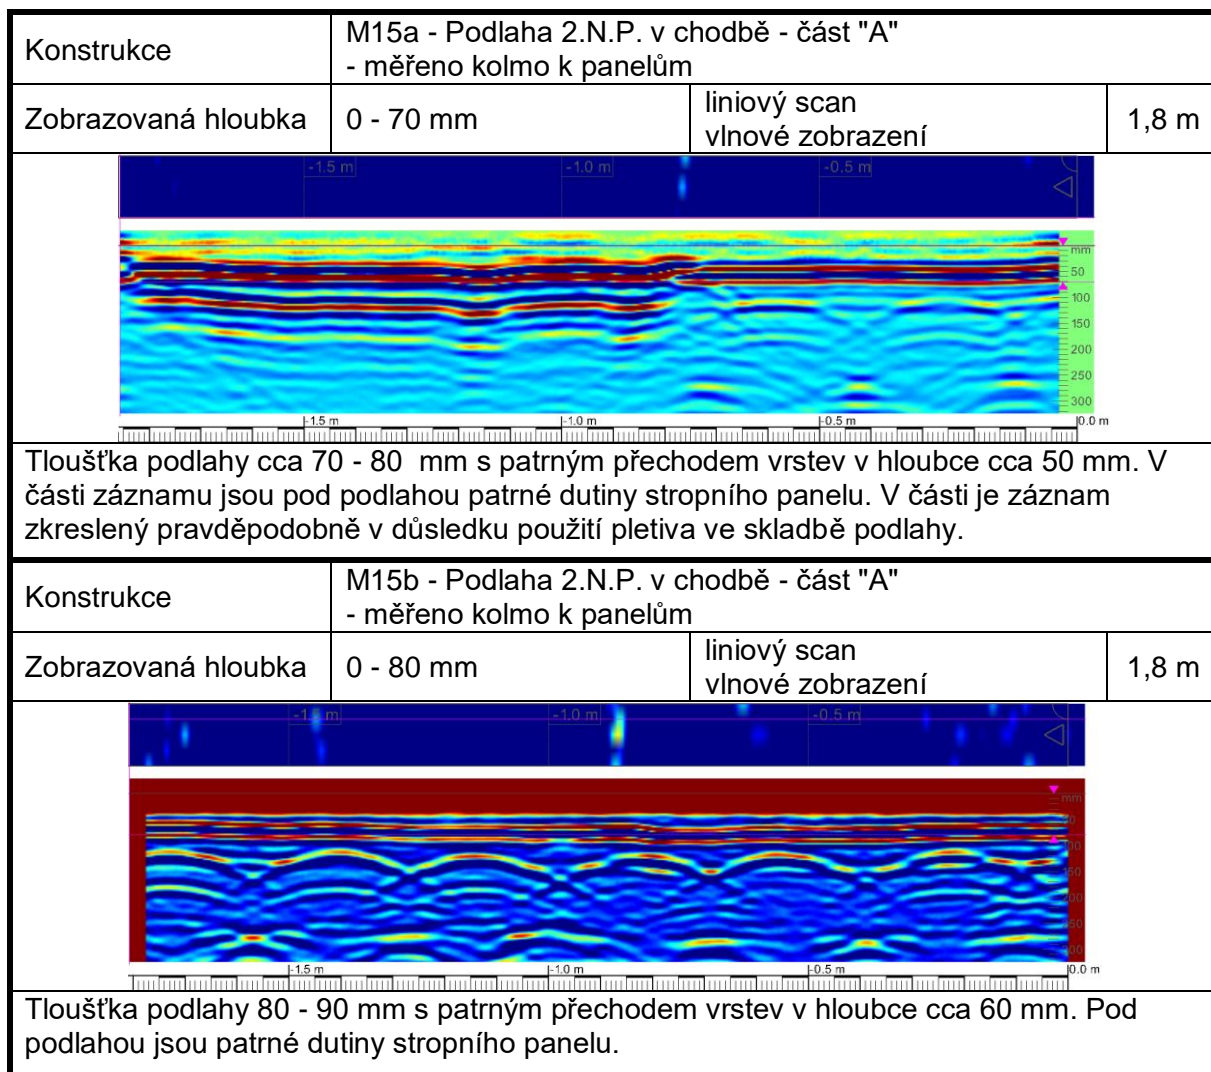 Konstrukce
M15a - Podlaha 2.N.P. v chodbě - část "A"
- měřeno kolmo k panelům
Zobrazovaná hloubka
0 - 70 mm
liniový scan
vlnové zobrazení
1,8 m
-1.5 m
-1.0 m
-0.5 m
mm
50
100
150
200
250
300
-1.5 m
-1.0 m
-0.5 m
0.0 m
Tloušťka podlahy cca 70 - 80 mm s patrným přechodem vrstev v hloubce cca 50 mm. V
části záznamu jsou pod podlahou patrné dutiny stropního panelu. V části je záznam
zkreslený pravděpodobně v důsledku použití pletiva ve skladbě podlahy.
Konstrukce
M15b - Podlaha 2.N.P. v chodbě - část "A"
- měřeno kolmo k panelům
Zobrazovaná hloubka
0 - 80 mm
liniový scan
vlnové zobrazení
1,8 m
-1.0 m
-0.5 m
mm
-1.5 m
-1.0 m
-0.5 m
0.0 m
Tloušťka podlahy 80 - 90 mm s patrným přechodem vrstev v hloubce cca 60 mm. Pod
podlahou jsou patrné dutiny stropního panelu.